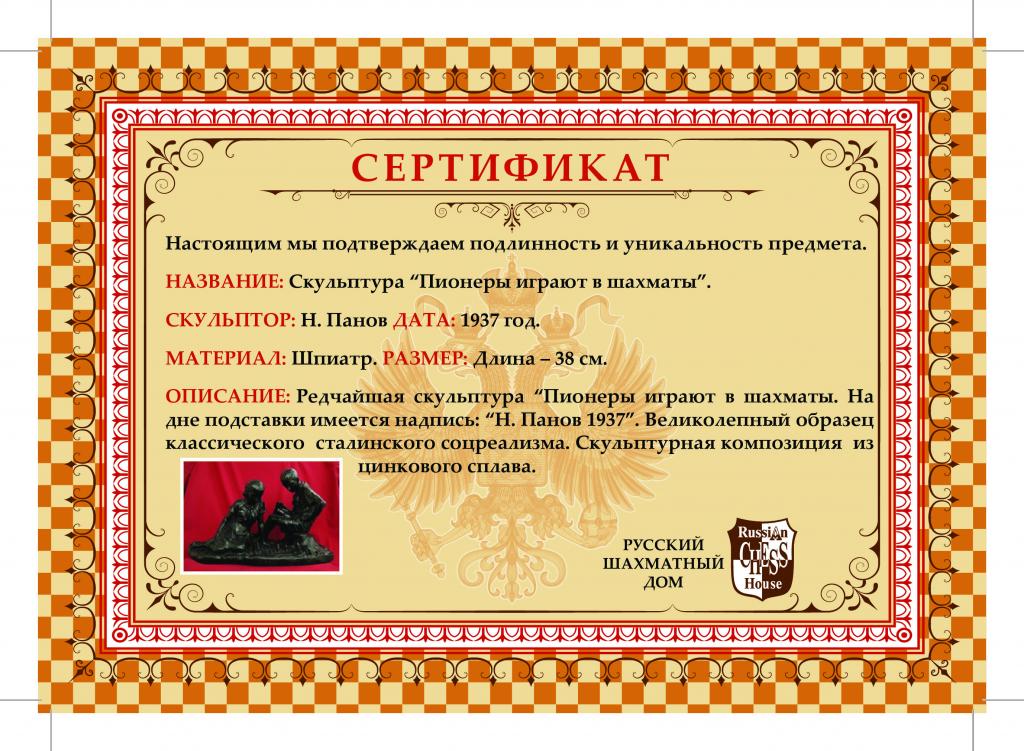 СЕРТИФИКАТ
Настоящим мы подтверждаем подлинность и уникальность предмета.
НАЗВАНИЕ: Скульптура “Пионеры играют в шахматы”.
СКУЛЬПТОР: Н. Панов ДАТА: 1937 год.
МАТЕРИАЛ: Шпиатр. РАЗМЕР: Длина – 38 см.
ОПИСАНИЕ: Редчайшая скульптура “Пионеры играют в шахматы. На
дне подставки имеется надпись: “Н. Панов 1937”. Великолепный образец
классического сталинского соцреализма. Скульптурная композиция из
цинкового сплава.
РУССКИЙ
ШАХМАТНЫЙ
ДОМ
Russian
CHESS
House